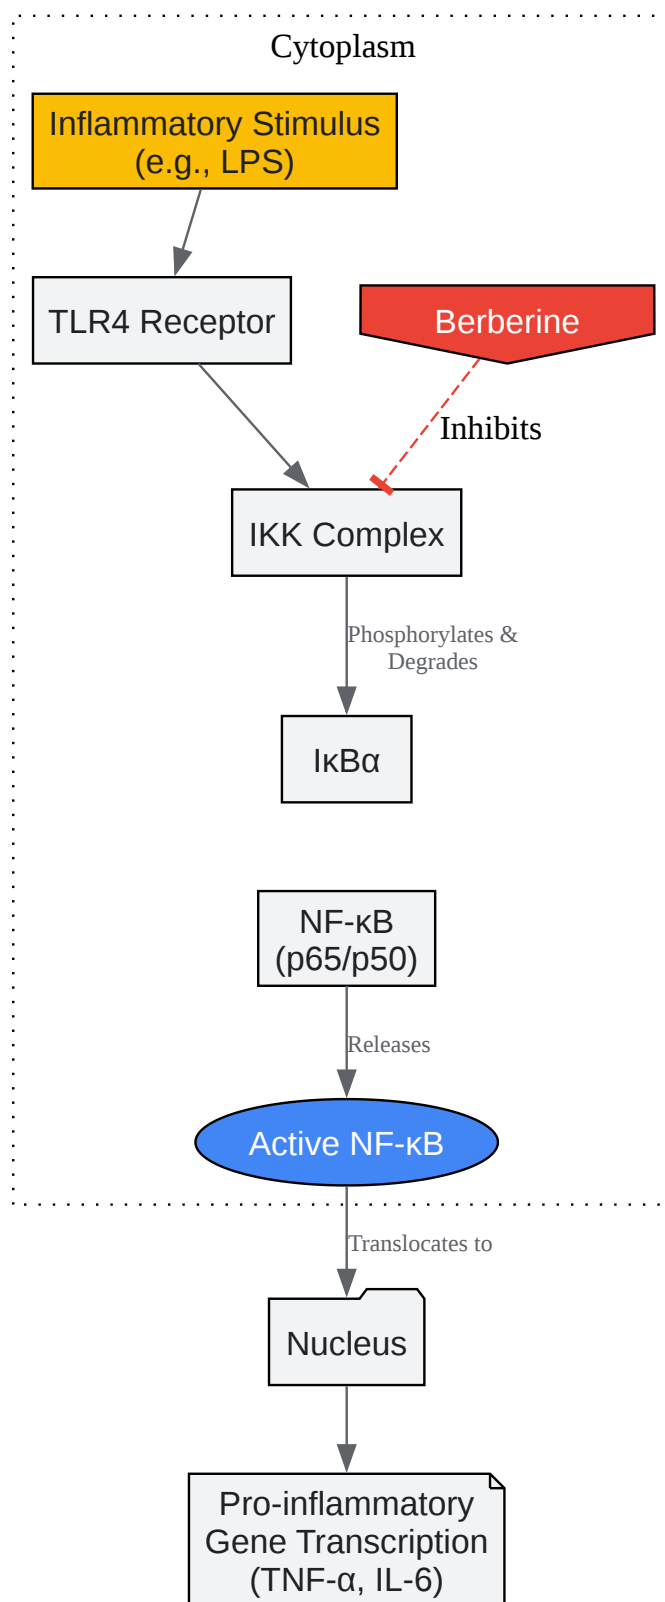 Cytoplasm
Inflammatory Stimulus
(e.g., LPS)
TLR4 Receptor
Berberine
Inhibits
IKK Complex
Phosphorylates &
Degrades
IκBα
NF-κB
(p65/p50)
Releases
Active NF-κB
Translocates to
Nucleus
Pro-inflammatory
Gene Transcription
(TNF-α, IL-6)